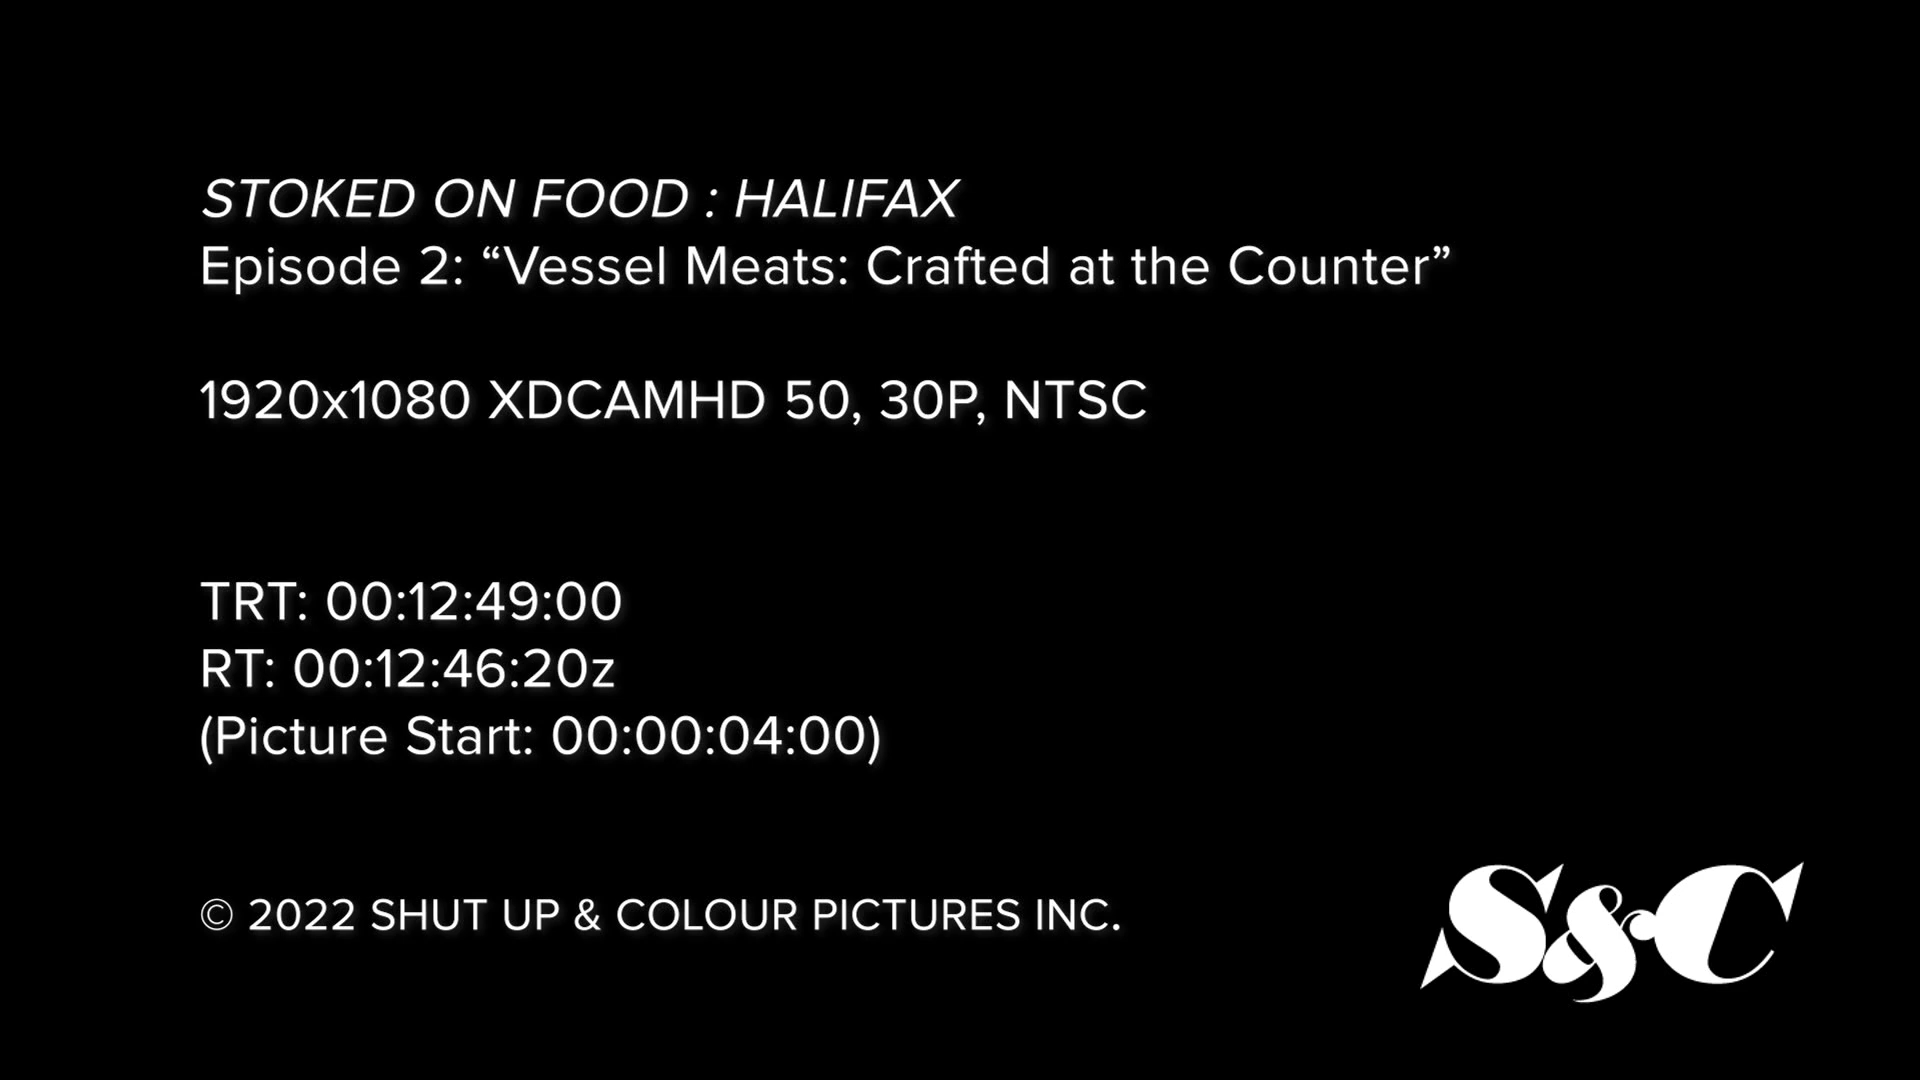 STOKED ON FOOD : HALIFAX
Episode 2: “Vessel Meats: Crafted at the Counter”
1920x1080 XDCAMHD 50, 30P, NTSC
TRT: 00:12:49:00
RT: 00:12:46:20z
(Picture Start: 00:00:04:00)
© 2022 SHUT UP & COLOUR PICTURES INC.
S&C